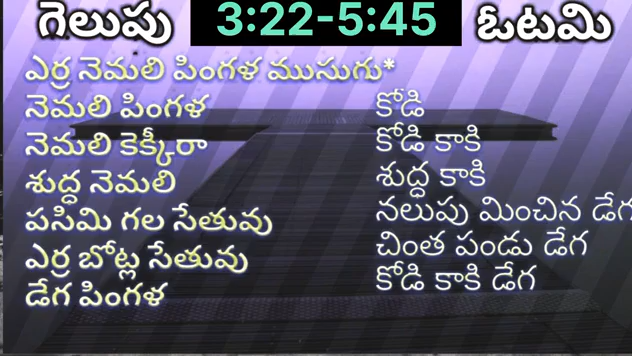 గెలుపు 3:22-5:45 ఓటమి
ఎర్ర నెమలి పింగళ ముసుగు*
నెమలి పింగళ
నెమలి కెక్కిరా
శుద్ధ నెమలి
పసిమి గల సేతువు
ఎర్ర బోట్ల సేతువు
డేగ పింగళ
కోడి
కోడి కాకి
శుద్ధ కాకి
నలుపు మించిన డేగ
చింత పండు డేగ
కోడి కాకి డేగ